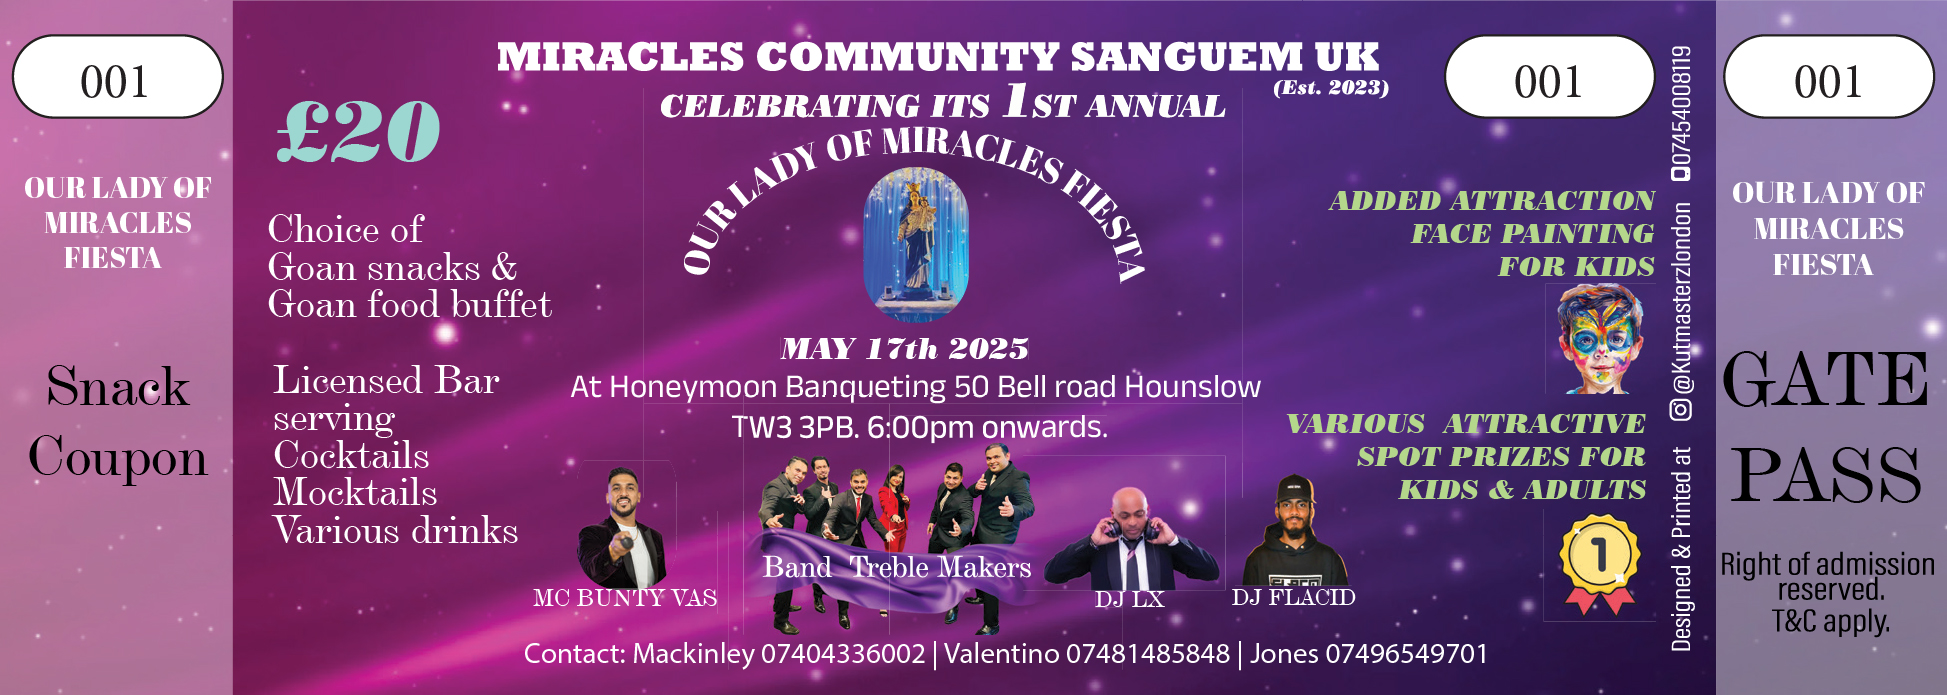 001
OUR LADY OF
MIRACLES
FIESTA
Snack
Coupon
£20
Choice of
Goan snacks &
Goan food buffet
Licensed Bar
serving
Cocktails
Mocktails
Various drinks
MIRACLES COMMUNITY SANGUEM UK
(Est. 2023)
CELEBRATING ITS 1ST ANNUAL
OUR LADY OF MIRACLES FIESTA
MAY 17th 2025
At Honeymoon Banqueting 50 Bell road Hounslow
TW3 3PB. 6:00pm onwards.
MC BUNTY VAS
Band Treble Makers
DJ LX
DJ FLACID
Contact: Mackinley 07404336002 | Valentino 07481485848 | Jones 07496549701
001
ADDED ATTRACTION
FACE PAINTING
FOR KIDS
VARIOUS ATTRACTIVE
SPOT PRIZES FOR
KIDS & ADULTS
1
Designed & Printed at @Kutmasterzlondon 07454008119
001
OUR LADY OF
MIRACLES
FIESTA
GATE
PASS
Right of admission
reserved.
T&C apply.